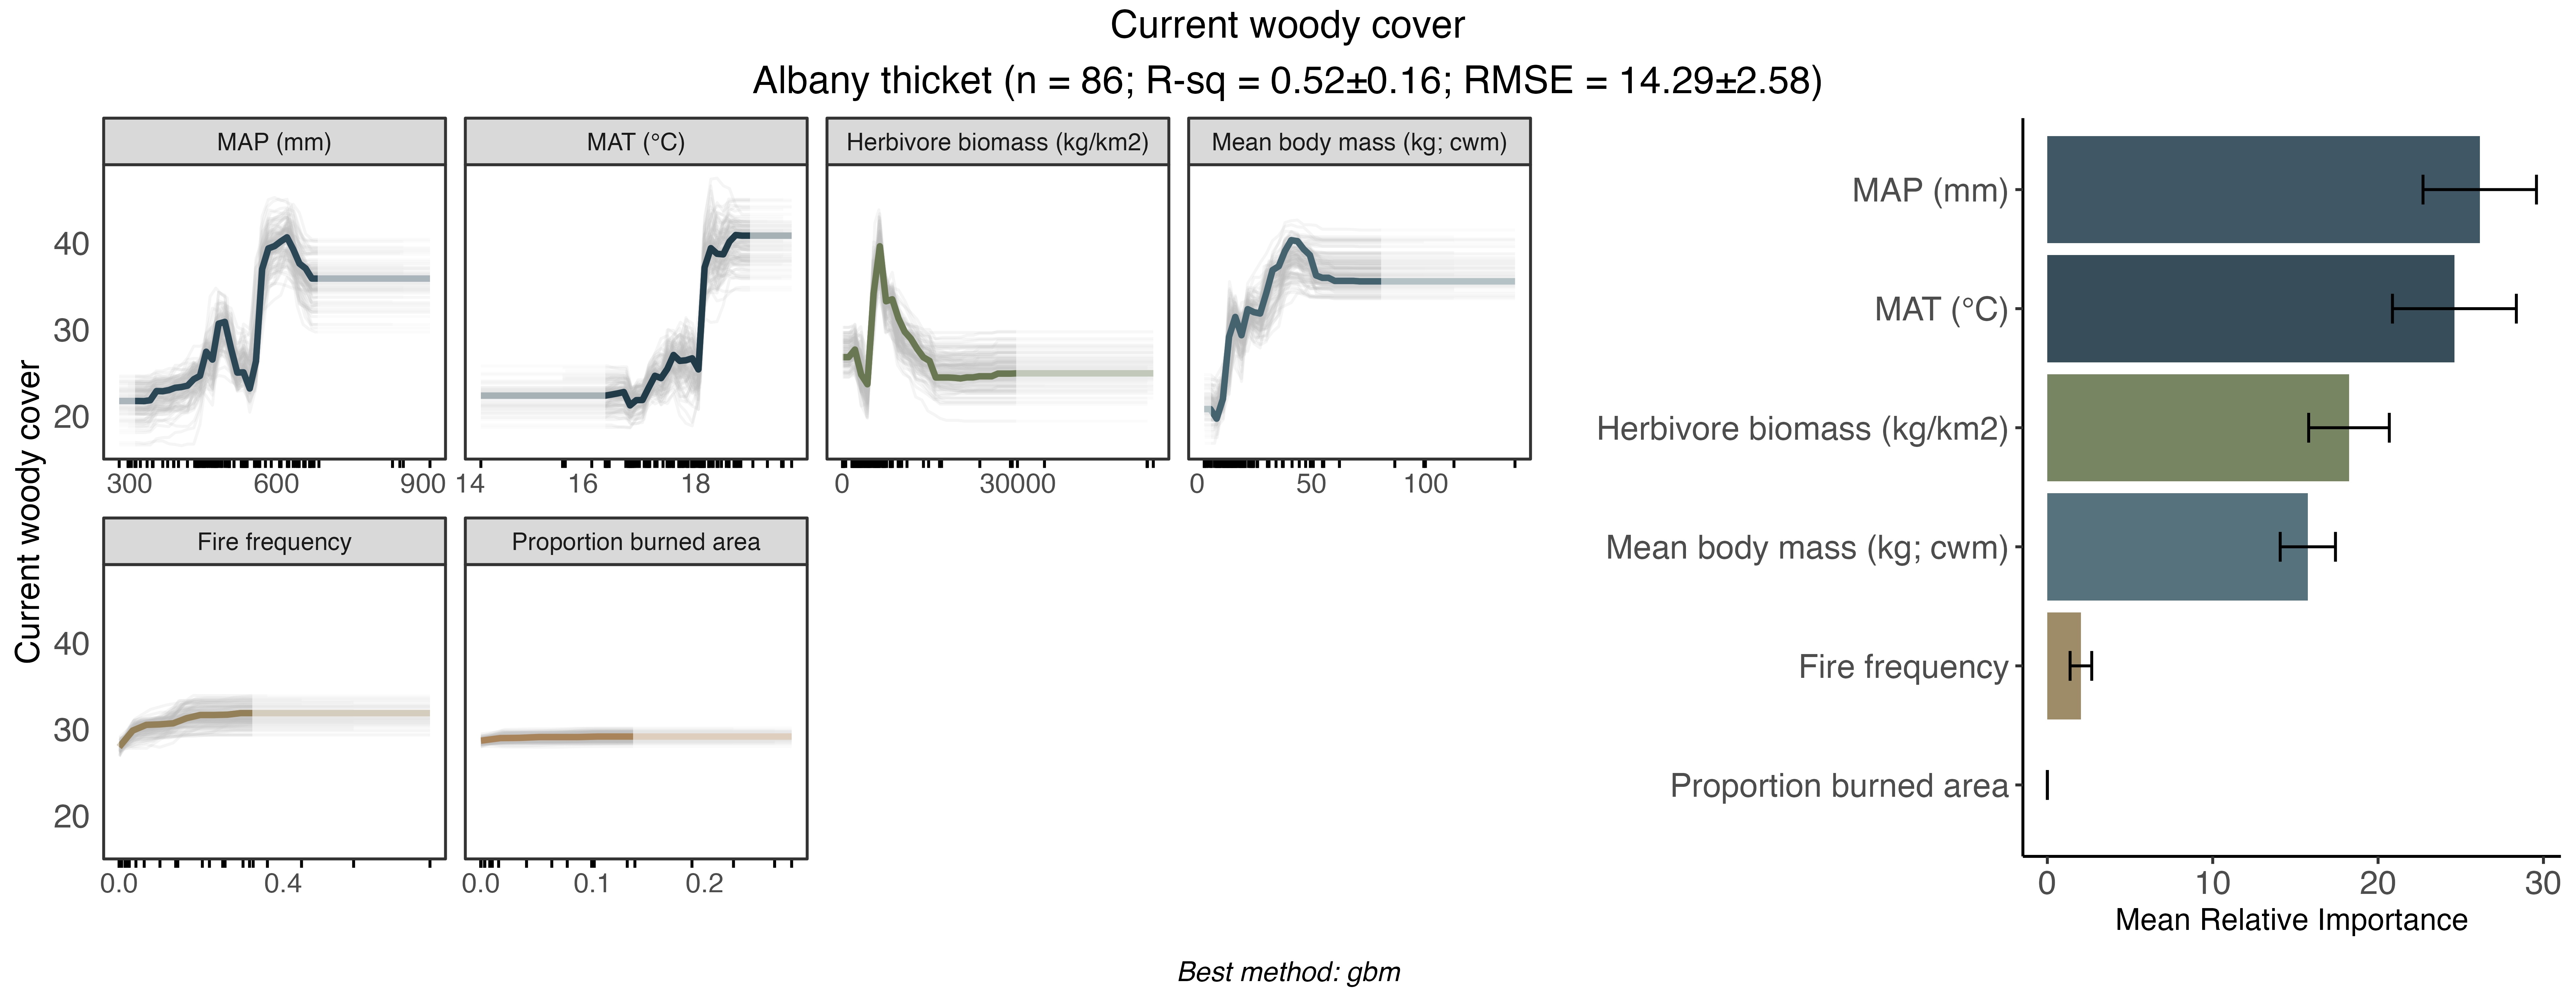 Current woody cover
Albany thicket (n = 86; R-sq = 0.52±0.16; RMSE = 14.29±2.58)
MAP (mm)
MAT (°C)
Herbivore biomass (kg/km2)
Mean body mass (kg; cwm)
Current woody cover
40
30
20
300
600
900
14
16
18
0
30000
0
50
100
Fire frequency
Proportion burned area
40
30
20
0.0
0.4
0.0
0.1
0.2
MAP (mm)
MAT (°C)
Herbivore biomass (kg/km2)
Mean body mass (kg; cwm)
Fire frequency
Proportion burned area
0
10
20
30
Mean Relative Importance
Best method: gbm